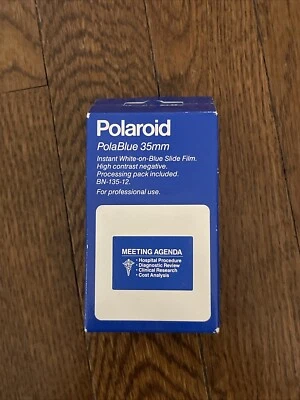 Polaroid
PolaBlue 35mm
Instant White-on-Blue Slide Film.
High contrast negative.
Processing pack included.
BN-135-12.
For professional use.
MEETING AGENDA
• Hospital Procedure
• Diagnostic Review
• Clinical Research
• Cost Analysis